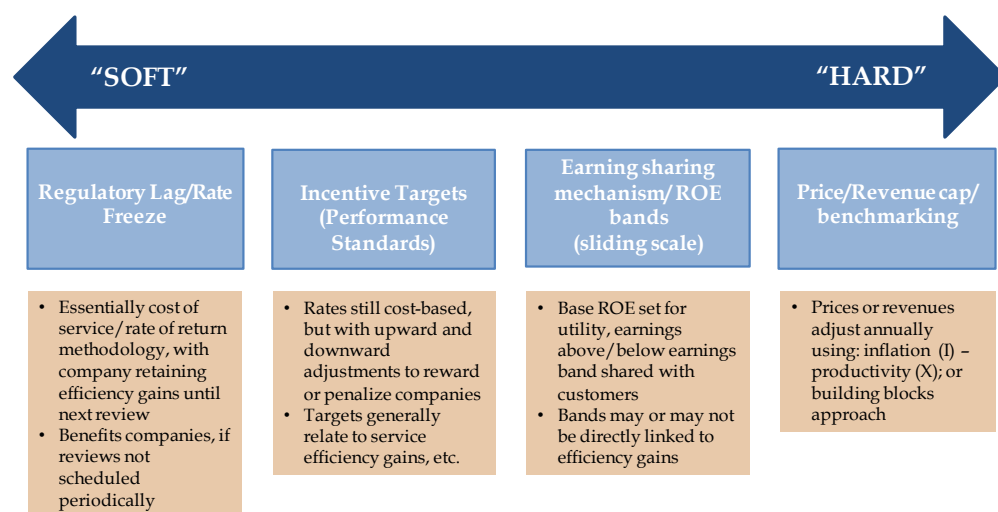 “SOFT”
“HARD”
Regulatory Lag/Rate
Freeze
Incentive Targets
(Performance
Standards)
Earning sharing
mechanism/ ROE
bands
(sliding scale)
Price/Revenue cap/
benchmarking
• Essentially cost of
service/rate of return
methodology, with
company retaining
efficiency gains until
next review
• Benefits companies, if
reviews not
scheduled
periodically
• Rates still cost-based,
but with upward and
downward
adjustments to reward
or penalize companies
• Targets generally
relate to service
efficiency gains, etc.
• Base ROE set for
utility, earnings
above/below earnings
band shared with
customers
• Bands may or may not
be directly linked to
efficiency gains
• Prices or revenues
adjust annually
using: inflation (I) –
productivity (X); or
building blocks
approach